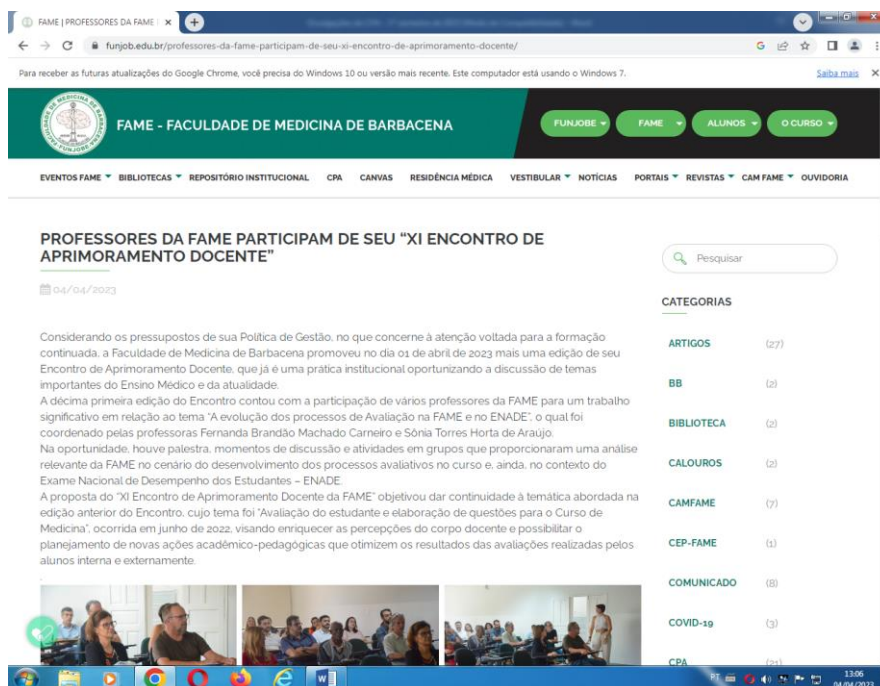 FAME | PROFESSORES DA FAME
funjob.edu.br/professores-da-fame-participam-de-seu-xi-encontro-de-aprimoramento-docente/
Para receber as futuras atualizações do Google Chrome, você precisa do Windows 10 ou versão mais recente. Este computador está usando o Windows 7.
Saiba mais
FAME - FACULDADE DE MEDICINA DE BARBACENA
FUNJOBE
FAME
ALUNOS
O CURSO
EVENTOS FAME BIBLIOTECAS REPOSITÓRIO INSTITUCIONAL CPA CANVAS RESIDÊNCIA MÉDICA VESTIBULAR NOTÍCIAS PORTAIS REVISTAS CAM FAME OUVIDORIA
PROFESSORES DA FAME PARTICIPAM DE SEU “XI ENCONTRO DE
APRIMORAMENTO DOCENTE”
04/04/2023
Considerando os pressupostos de sua Política de Gestão, no que concerne à atenção voltada para a formação
continuada, a Faculdade de Medicina de Barbacena promoveu no dia 01 de abril de 2023 mais uma edição de seu
Encontro de Aprimoramento Docente, que já é uma prática institucional oportunizando a discussão de temas
importantes do Ensino Médico e da atualidade.
A décima primeira edição do Encontro contou com a participação de vários professores da FAME para um trabalho
significativo em relação ao tema “A evolução dos processos de Avaliação na FAME e no ENADE”, o qual foi
coordenado pelas professoras Fernanda Brandão Machado Carneiro e Sônia Torres Horta de Araújo.
Na oportunidade, houve palestra, momentos de discussão e atividades em grupos que proporcionaram uma análise
relevante da FAME no cenário do desenvolvimento dos processos avaliativos no curso e, ainda, no contexto do
Exame Nacional de Desempenho dos Estudantes – ENADE.
A proposta do “XI Encontro de Aprimoramento Docente da FAME” objetivou dar continuidade à temática abordada na
edição anterior do Encontro, cujo tema foi “Avaliação do estudante e elaboração de questões para o Curso de
Medicina”, ocorrida em junho de 2022, visando enriquecer as percepções do corpo docente e possibilitar o
planejamento de novas ações acadêmico-pedagógicas que otimizem os resultados das avaliações realizadas pelos
alunos interna e externamente.
.
Pesquisar
CATEGORIAS
ARTIGOS (27)
BB (2)
BIBLIOTECA (2)
CALOUROS (2)
CAMFAME (7)
CEP-FAME (1)
COMUNICADO (8)
COVID-19 (3)
CPA (21)
PT
13:06
04/04/2023